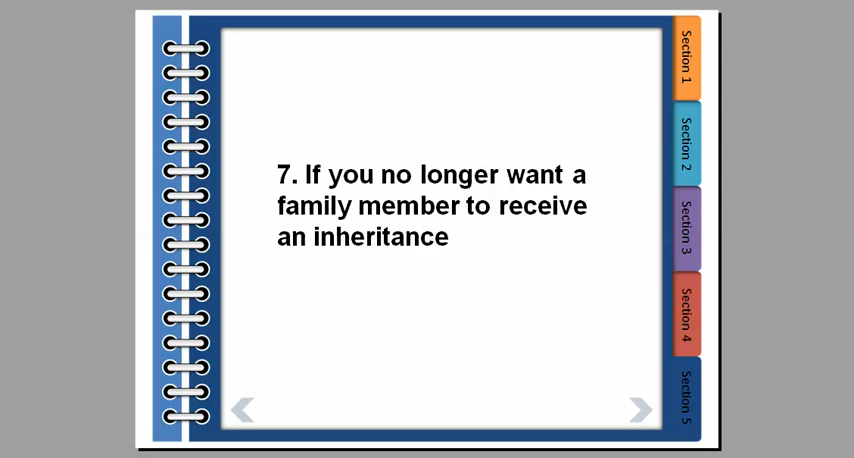 7. If you no longer want a
family member to receive
an inheritance
Section 1
Section 2
Section 3
Section 4
Section 5